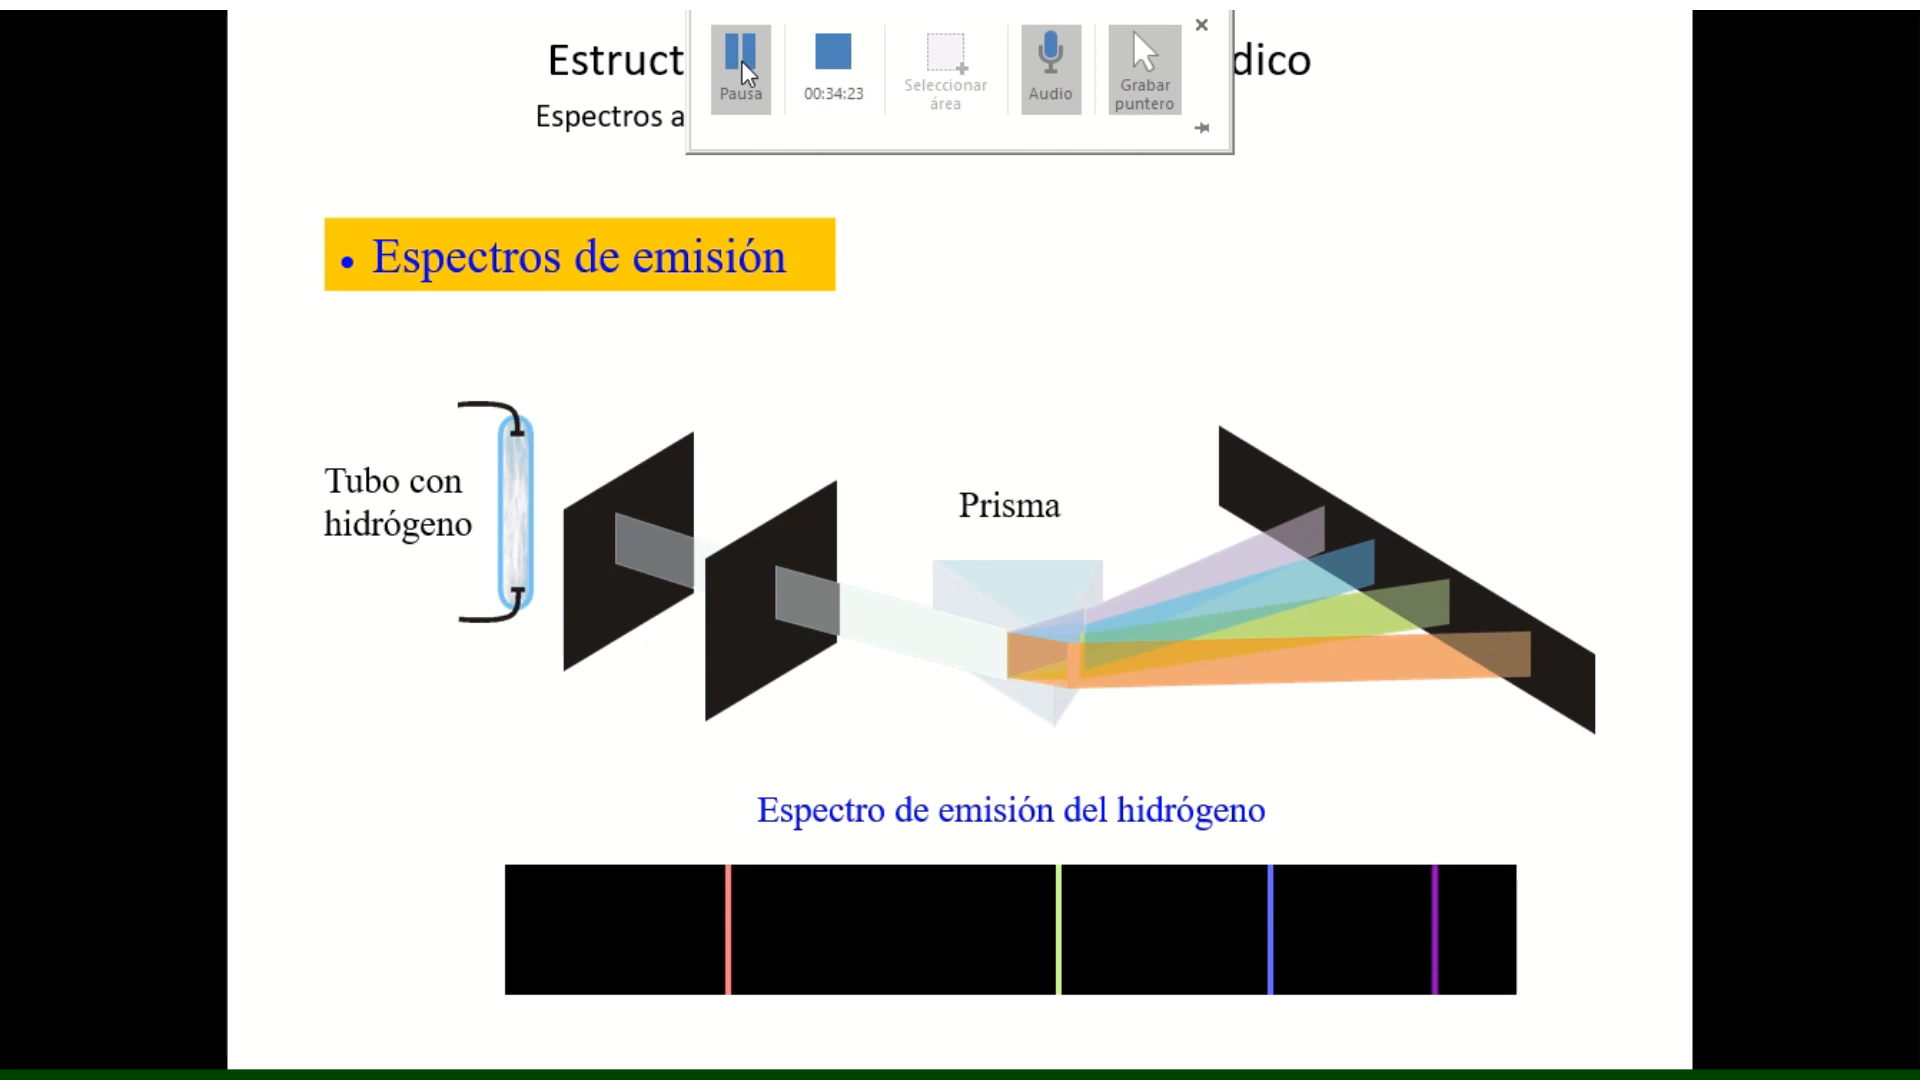 Estruct
dico
Espectros a
Pausa
00:34:23
Seleccionar
área
Audio
Grabar
puntero
• Espectros de emisión
Tubo con
hidrógeno
Prisma
Espectro de emisión del hidrógeno